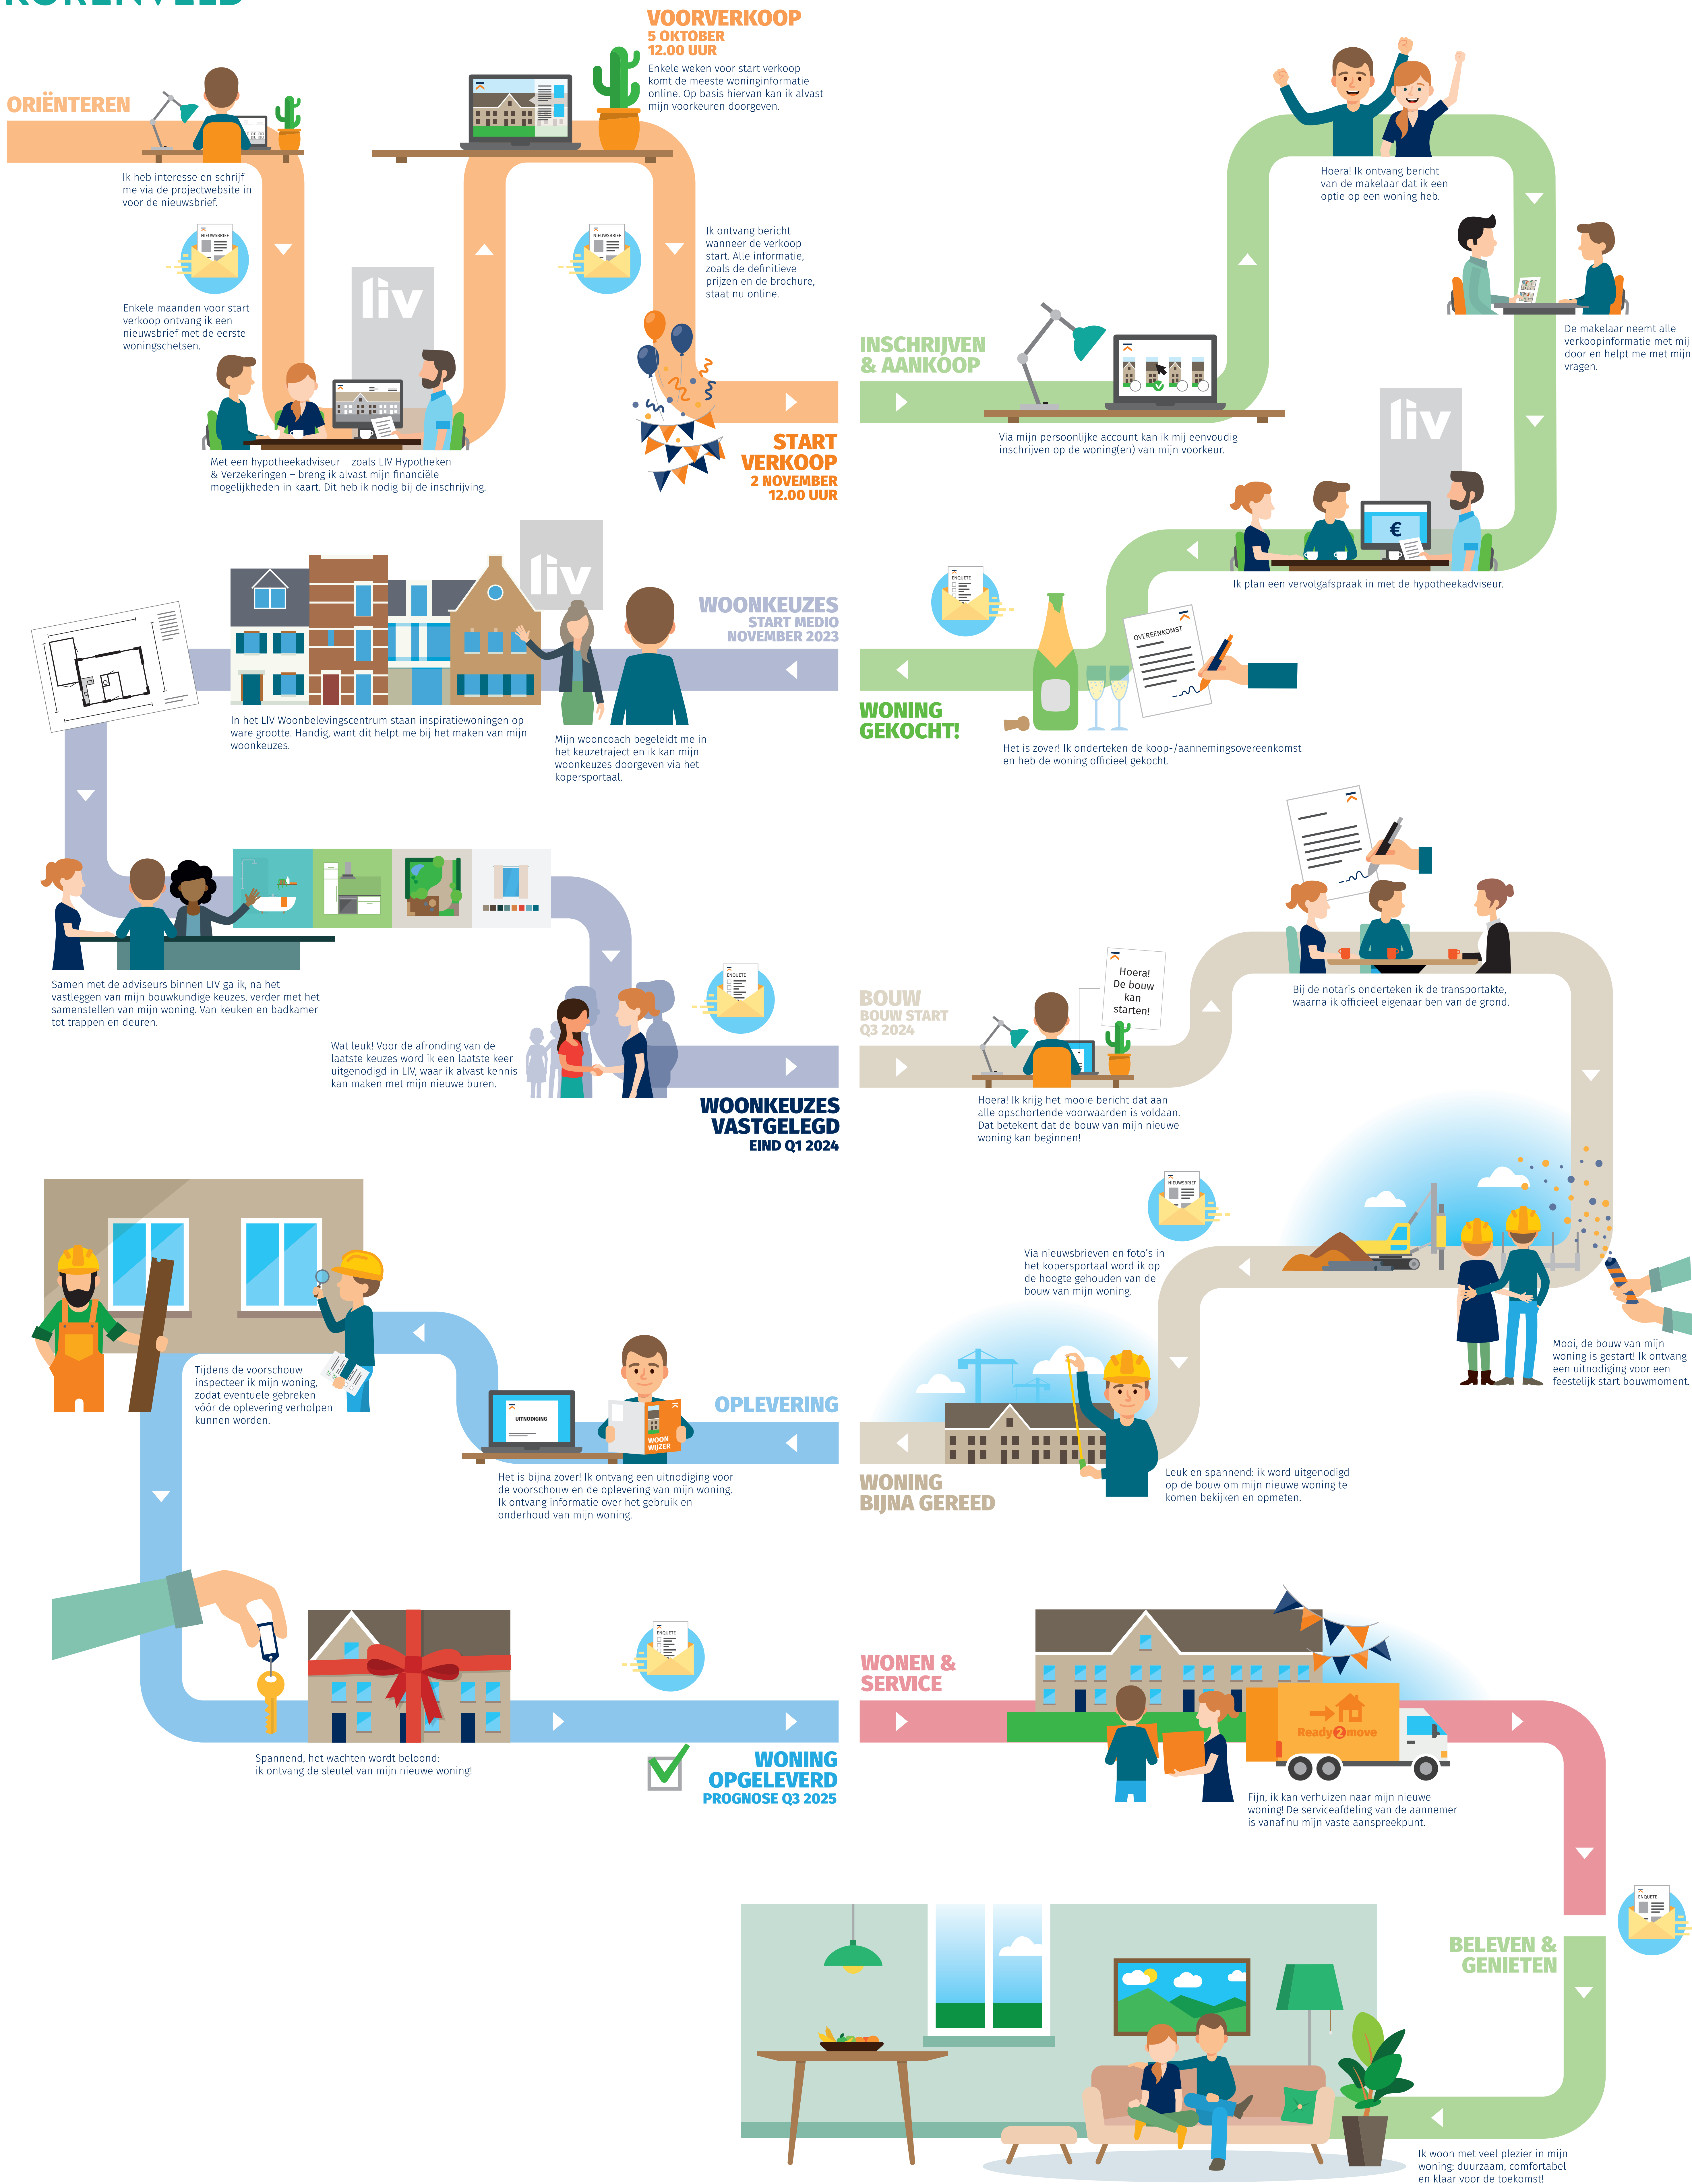 ORIËNTEREN
Ik heb interesse en schrijf
me via de projectwebsite in
voor de nieuwsbrief.
NIEUWSBRIEF
Enkele maanden voor start
verkoop ontvang ik een
nieuwsbrief met de eerste
woningschetsen.
liv
Met een hypotheekadviseur – zoals LIV Hypotheken
& Verzekeringen – breng ik alvast mijn financiële
mogelijkheden in kaart. Dit heb ik nodig bij de inschrijving.
VOORVERKOOP
5 OKTOBER
12.00 UUR
Enkele weken voor start verkoop
komt de meeste woninginformatie
online. Op basis hiervan kan ik alvast
mijn voorkeuren doorgeven.
NIEUWSBRIEF
Ik ontvang bericht
wanneer de verkoop
start. Alle informatie,
zoals de definitieve
prijzen en de brochure,
staat nu online.
START
VERKOOP
2 NOVEMBER
12.00 UUR
INSCHRIJVEN
& AANKOOP
Via mijn persoonlijke account kan ik mij eenvoudig
inschrijven op de woning(en) van mijn voorkeur.
Hoera! Ik ontvang bericht
van de makelaar dat ik een
optie op een woning heb.
De makelaar neemt alle
verkoopinformatie met mij
door en helpt me met mijn
vragen.
liv
€
Ik plan een vervolgafspraak in met de hypotheekadviseur.
ENQUETE
OVEREENKOMST
WONING
GEKOCHT!
Het is zover! Ik onderteken de koop-/aannemingsovereenkomst
en heb de woning officieel gekocht.
WOONKEUZES
START MEDIO
NOVEMBER 2023
liv
Mijn wooncoach begeleidt me in
het keuzetraject en ik kan mijn
woonkeuzes doorgeven via het
kopersportaal.
In het LIV Woonbelevingscentrum staan inspiratiewoningen op
ware grootte. Handig, want dit helpt me bij het maken van mijn
woonkeuzes.
Samen met de adviseurs binnen LIV ga ik, na het
vastleggen van mijn bouwkundige keuzes, verder met het
samenstellen van mijn woning. Van keuken en badkamer
tot trappen en deuren.
Wat leuk! Voor de afronding van de
laatste keuzes word ik een laatste keer
uitgenodigd in LIV, waar ik alvast kennis
kan maken met mijn nieuwe buren.
ENQUETE
WOONKEUZES
VASTGELEGD
EIND Q1 2024
BOUW
BOUW START
Q3 2024
Hoera!
De bouw
kan
starten!
Hoera! Ik krijg het mooie bericht dat aan
alle opschortende voorwaarden is voldaan.
Dat betekent dat de bouw van mijn nieuwe
woning kan beginnen!
Bij de notaris onderteken ik de transportakte,
waarna ik officieel eigenaar ben van de grond.
Mooi, de bouw van mijn
woning is gestart! Ik ontvang
een uitnodiging voor een
feestelijk start bouwmoment.
NIEUWSBRIEF
Via nieuwsbrieven en foto's in
het kopersportaal word ik op
de hoogte gehouden van de
bouw van mijn woning.
Leuk en spannend: ik word uitgenodigd
op de bouw om mijn nieuwe woning te
komen bekijken en opmeten.
WONING
BIJNA GEREED
OPLEVERING
UITNODIGING
WOON
WIJZER
Het is bijna zover! Ik ontvang een uitnodiging voor
de voorschouw en de oplevering van mijn woning.
Ik ontvang informatie over het gebruik en
onderhoud van mijn woning.
Tijdens de voorschouw
inspecteer ik mijn woning,
zodat eventuele gebreken
vóór de oplevering verholpen
kunnen worden.
Spannend, het wachten wordt beloond:
ik ontvang de sleutel van mijn nieuwe woning!
ENQUETE
WONING
OPGELEVERD
PROGNOSE Q3 2025
WONEN &
SERVICE
Ready2move
Fijn, ik kan verhuizen naar mijn nieuwe
woning! De serviceafdeling van de aannemer
is vanaf nu mijn vaste aanspreekpunt.
ENQUETE
BELEVEN &
GENIETEN
Ik woon met veel plezier in mijn
woning: duurzaam, comfortabel
en klaar voor de toekomst!